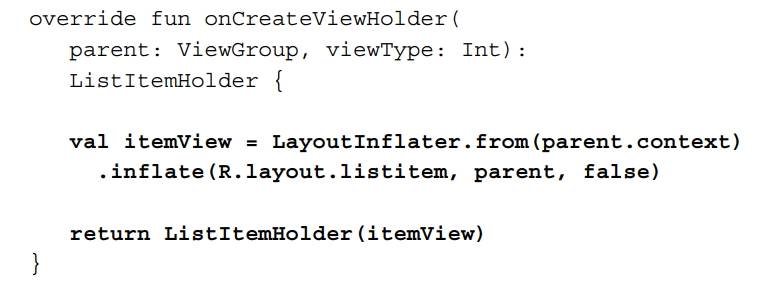 override fun onCreateViewHolder(
parent: ViewGroup, viewType: Int):
ListItemHolder {
val itemView = LayoutInflater.from(parent.context)
.inflate(R.layout.listitem, parent, false)
return ListItemHolder(itemView)
}